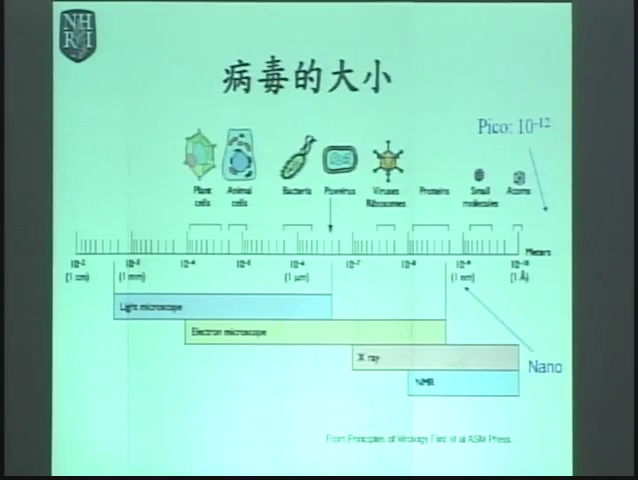 NH
RI
病毒的大小
Pico: 10-12
Plant cells
Animal cells
Bacteria
Poxvirus
Viruses
Ribosomes
Proteins
Small molecules
Atoms
Meters
10-2 (1 cm)
10-3 (1 mm)
10-4
10-5
10-6 (1 μm)
10-7
10-8
10-9
10-10 (1 Å)
Light microscope
Electron microscope
X ray
NMR
Nano
From Principles of Virology Flint et al ASM Press